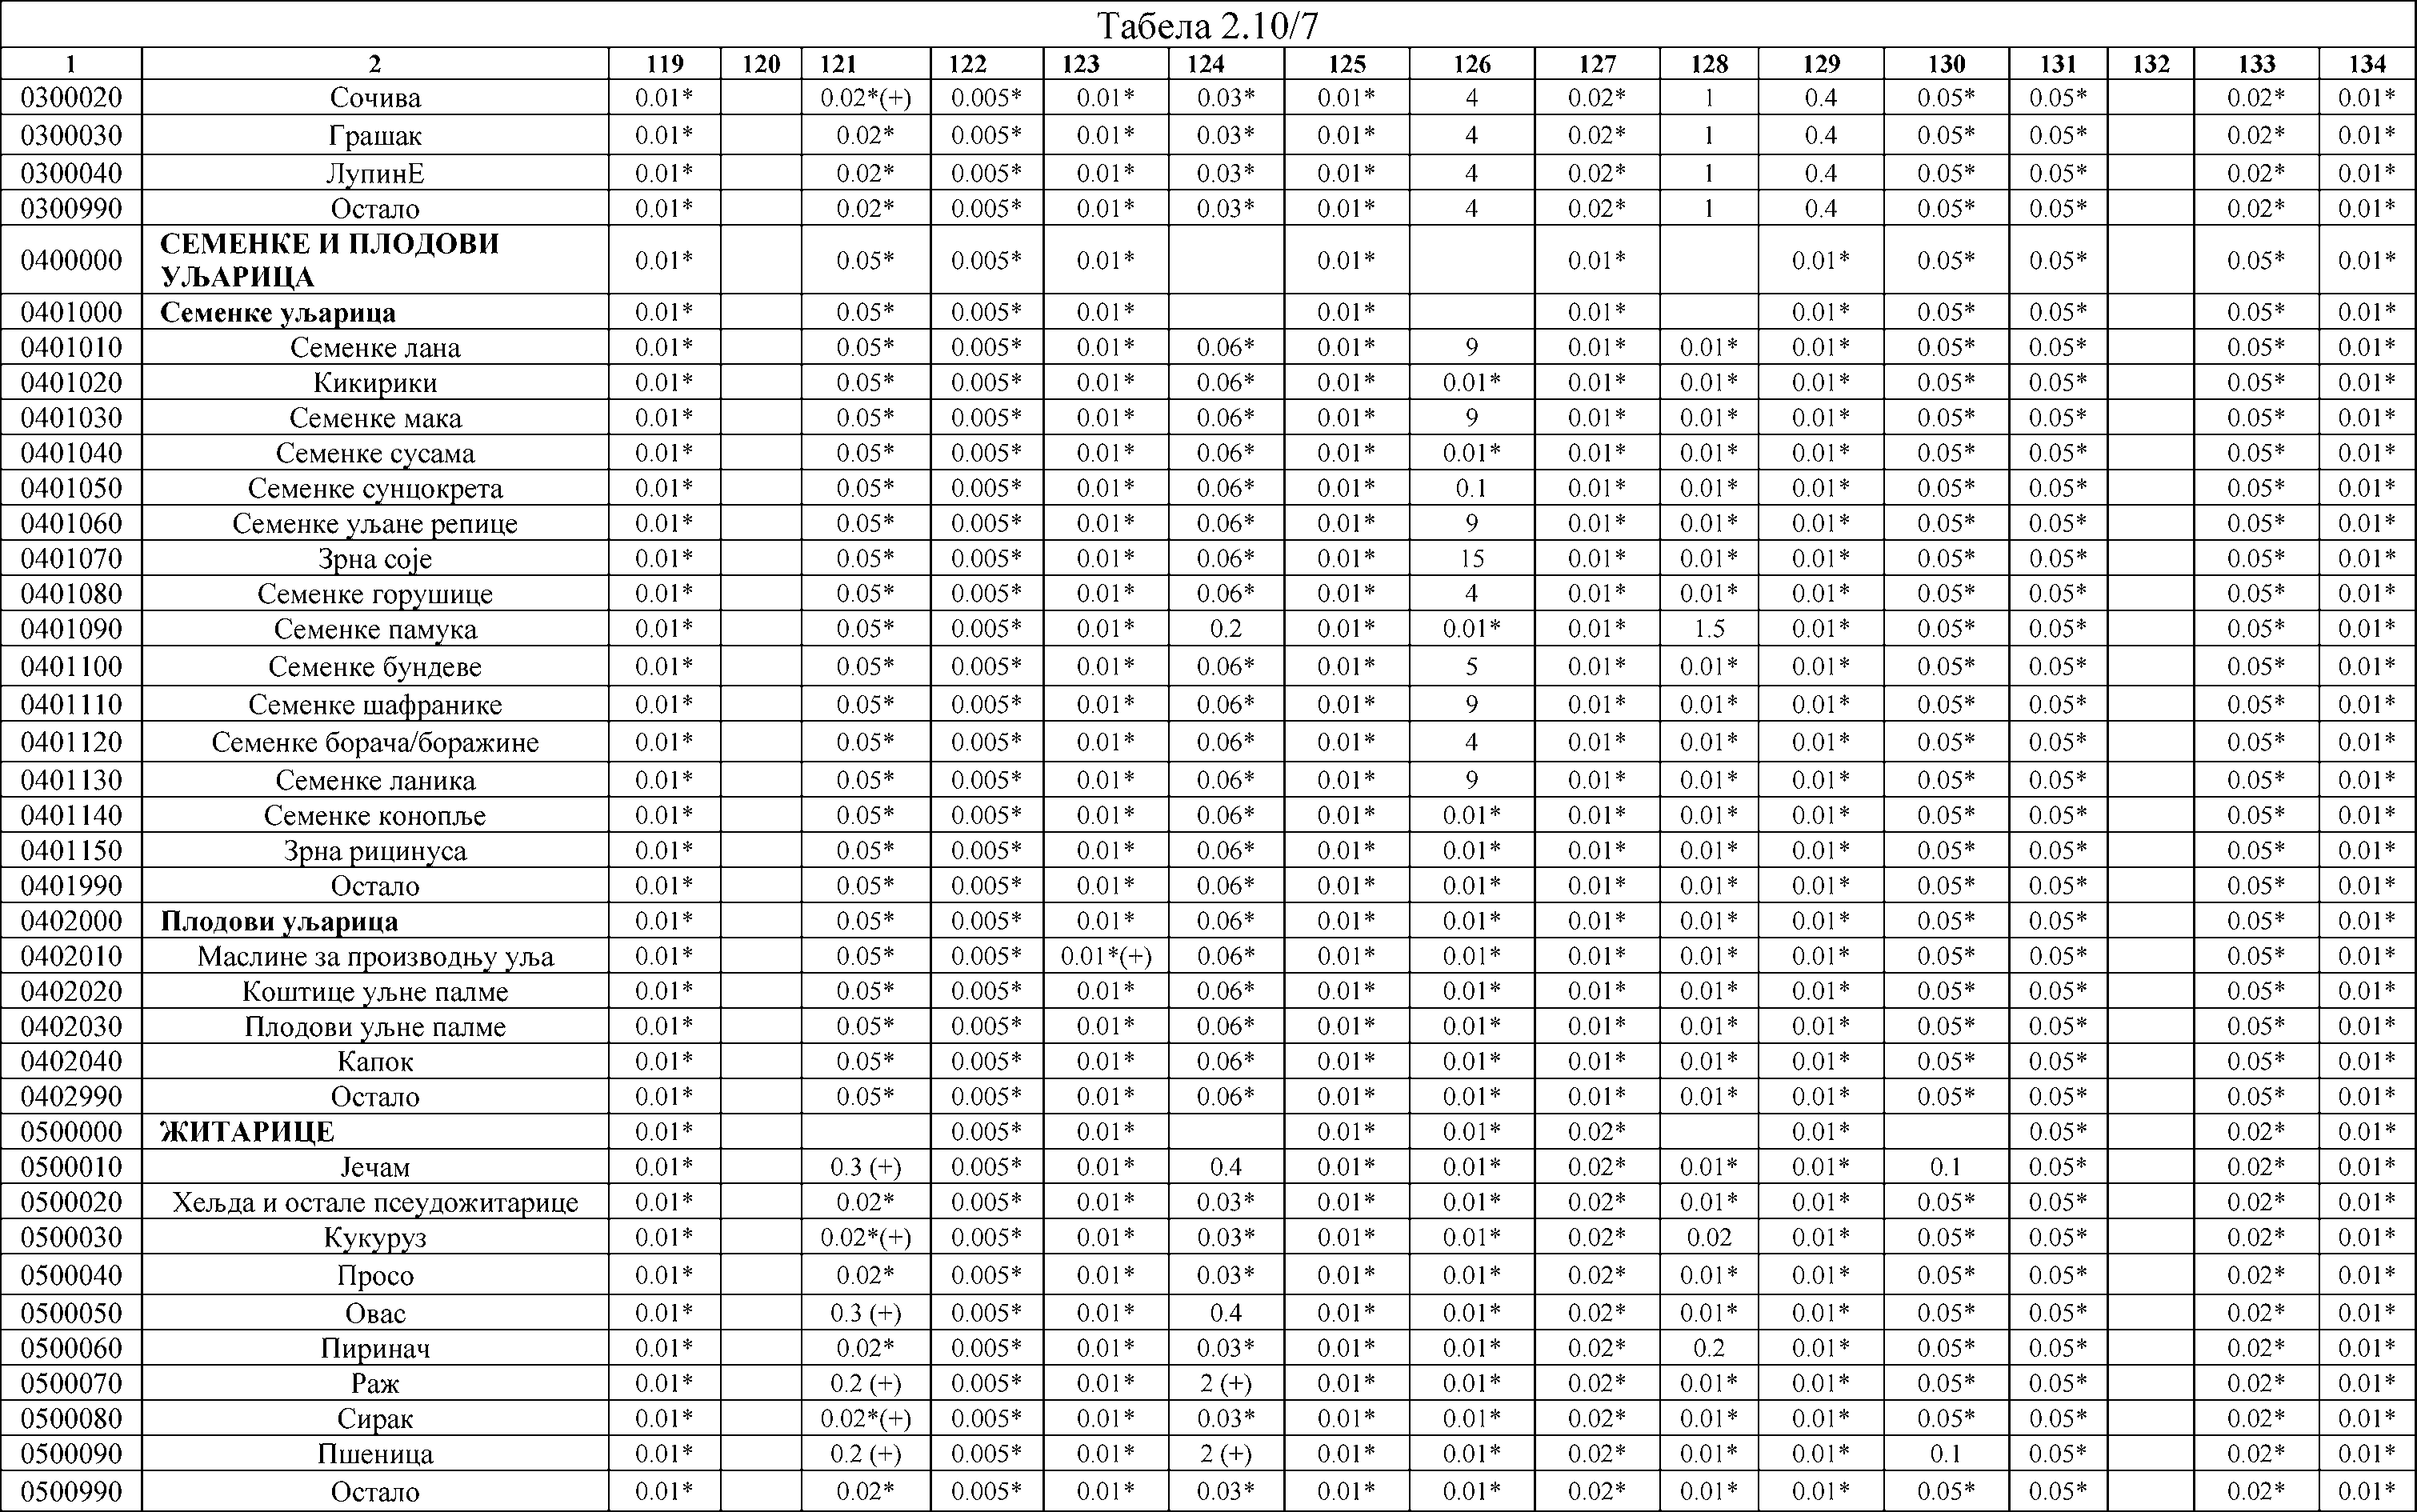 Табела 2.10/7
1 2 119 120 121 122 123 124 125 126 127 128 129 130 131 132 133 134
0300020 Сочива 0.01* 0.02*(+) 0.005* 0.01* 0.03* 0.01* 4 0.02* 1 0.4 0.05* 0.05* 0.02* 0.01*
0300030 Грашак 0.01* 0.02* 0.005* 0.01* 0.03* 0.01* 4 0.02* 1 0.4 0.05* 0.05* 0.02* 0.01*
0300040 ЛупинЕ 0.01* 0.02* 0.005* 0.01* 0.03* 0.01* 4 0.02* 1 0.4 0.05* 0.05* 0.02* 0.01*
0300990 Остало 0.01* 0.02* 0.005* 0.01* 0.03* 0.01* 4 0.02* 1 0.4 0.05* 0.05* 0.02* 0.01*
0400000 СЕМЕНКЕ И ПЛОДОВИ
УЉАРИЦА 0.01* 0.05* 0.005* 0.01* 0.01* 0.01* 0.01* 0.05* 0.05* 0.05* 0.01*
0401000 Семенке уљарица 0.01* 0.05* 0.005* 0.01* 0.01* 0.01* 0.01* 0.05* 0.05* 0.05* 0.01*
0401010 Семенке лана 0.01* 0.05* 0.005* 0.01* 0.06* 0.01* 9 0.01* 0.01* 0.01* 0.05* 0.05* 0.05* 0.01*
0401020 Кикирики 0.01* 0.05* 0.005* 0.01* 0.06* 0.01* 0.01* 0.01* 0.01* 0.01* 0.05* 0.05* 0.05* 0.01*
0401030 Семенке мака 0.01* 0.05* 0.005* 0.01* 0.06* 0.01* 9 0.01* 0.01* 0.01* 0.05* 0.05* 0.05* 0.01*
0401040 Семенке сусама 0.01* 0.05* 0.005* 0.01* 0.06* 0.01* 0.01* 0.01* 0.01* 0.01* 0.05* 0.05* 0.05* 0.01*
0401050 Семенке сунцокрета 0.01* 0.05* 0.005* 0.01* 0.06* 0.01* 0.1 0.01* 0.01* 0.01* 0.05* 0.05* 0.05* 0.01*
0401060 Семенке уљане репице 0.01* 0.05* 0.005* 0.01* 0.06* 0.01* 9 0.01* 0.01* 0.01* 0.05* 0.05* 0.05* 0.01*
0401070 Зрна соје 0.01* 0.05* 0.005* 0.01* 0.06* 0.01* 15 0.01* 0.01* 0.01* 0.05* 0.05* 0.05* 0.01*
0401080 Семенке горушице 0.01* 0.05* 0.005* 0.01* 0.06* 0.01* 4 0.01* 0.01* 0.01* 0.05* 0.05* 0.05* 0.01*
0401090 Семенке памука 0.01* 0.05* 0.005* 0.01* 0.2 0.01* 0.01* 0.01* 1.5 0.01* 0.05* 0.05* 0.05* 0.01*
0401100 Семенке бундеве 0.01* 0.05* 0.005* 0.01* 0.06* 0.01* 5 0.01* 0.01* 0.01* 0.05* 0.05* 0.05* 0.01*
0401110 Семенке шафранике 0.01* 0.05* 0.005* 0.01* 0.06* 0.01* 9 0.01* 0.01* 0.01* 0.05* 0.05* 0.05* 0.01*
0401120 Семенке борача/боражине 0.01* 0.05* 0.005* 0.01* 0.06* 0.01* 4 0.01* 0.01* 0.01* 0.05* 0.05* 0.05* 0.01*
0401130 Семенке ланика 0.01* 0.05* 0.005* 0.01* 0.06* 0.01* 9 0.01* 0.01* 0.01* 0.05* 0.05* 0.05* 0.01*
0401140 Семенке конопље 0.01* 0.05* 0.005* 0.01* 0.06* 0.01* 0.01* 0.01* 0.01* 0.01* 0.05* 0.05* 0.05* 0.01*
0401150 Зрна рицинуса 0.01* 0.05* 0.005* 0.01* 0.06* 0.01* 0.01* 0.01* 0.01* 0.01* 0.05* 0.05* 0.05* 0.01*
0401990 Остало 0.01* 0.05* 0.005* 0.01* 0.06* 0.01* 0.01* 0.01* 0.01* 0.01* 0.05* 0.05* 0.05* 0.01*
0402000 Плодови уљарица 0.01* 0.05* 0.005* 0.01* 0.06* 0.01* 0.01* 0.01* 0.01* 0.01* 0.05* 0.05* 0.05* 0.01*
0402010 Маслине за производњу уља 0.01* 0.05* 0.005* 0.01*(+) 0.06* 0.01* 0.01* 0.01* 0.01* 0.01* 0.05* 0.05* 0.05* 0.01*
0402020 Коштице уљне палме 0.01* 0.05* 0.005* 0.01* 0.06* 0.01* 0.01* 0.01* 0.01* 0.01* 0.05* 0.05* 0.05* 0.01*
0402030 Плодови уљне палме 0.01* 0.05* 0.005* 0.01* 0.06* 0.01* 0.01* 0.01* 0.01* 0.01* 0.05* 0.05* 0.05* 0.01*
0402040 Капок 0.01* 0.05* 0.005* 0.01* 0.06* 0.01* 0.01* 0.01* 0.01* 0.01* 0.05* 0.05* 0.05* 0.01*
0402990 Остало 0.01* 0.05* 0.005* 0.01* 0.06* 0.01* 0.01* 0.01* 0.01* 0.01* 0.05* 0.05* 0.05* 0.01*
0500000 ЖИТАРИЦЕ 0.01* 0.005* 0.01* 0.01* 0.01* 0.02* 0.01* 0.05* 0.02* 0.01*
0500010 Јечам 0.01* 0.3 (+) 0.005* 0.01* 0.4 0.01* 0.01* 0.02* 0.01* 0.01* 0.1 0.05* 0.02* 0.01*
0500020 Хељда и остале псеудожитарице 0.01* 0.02* 0.005* 0.01* 0.03* 0.01* 0.01* 0.02* 0.01* 0.01* 0.05* 0.05* 0.02* 0.01*
0500030 Кукуруз 0.01* 0.02*(+) 0.005* 0.01* 0.03* 0.01* 0.01* 0.02* 0.02 0.01* 0.05* 0.05* 0.02* 0.01*
0500040 Просо 0.01* 0.02* 0.005* 0.01* 0.03* 0.01* 0.01* 0.02* 0.01* 0.01* 0.05* 0.05* 0.02* 0.01*
0500050 Овас 0.01* 0.3 (+) 0.005* 0.01* 0.4 0.01* 0.01* 0.02* 0.01* 0.01* 0.05* 0.05* 0.02* 0.01*
0500060 Пиринач 0.01* 0.02* 0.005* 0.01* 0.03* 0.01* 0.01* 0.02* 0.2 0.01* 0.05* 0.05* 0.02* 0.01*
0500070 Раж 0.01* 0.2 (+) 0.005* 0.01* 2 (+) 0.01* 0.01* 0.02* 0.01* 0.01* 0.05* 0.05* 0.02* 0.01*
0500080 Сирак 0.01* 0.02*(+) 0.005* 0.01* 0.03* 0.01* 0.01* 0.02* 0.01* 0.01* 0.05* 0.05* 0.02* 0.01*
0500090 Пшеница 0.01* 0.2 (+) 0.005* 0.01* 2 (+) 0.01* 0.01* 0.02* 0.01* 0.01* 0.1 0.05* 0.02* 0.01*
0500990 Остало 0.01* 0.02* 0.005* 0.01* 0.03* 0.01* 0.01* 0.02* 0.01* 0.01* 0.05* 0.05* 0.02* 0.01*